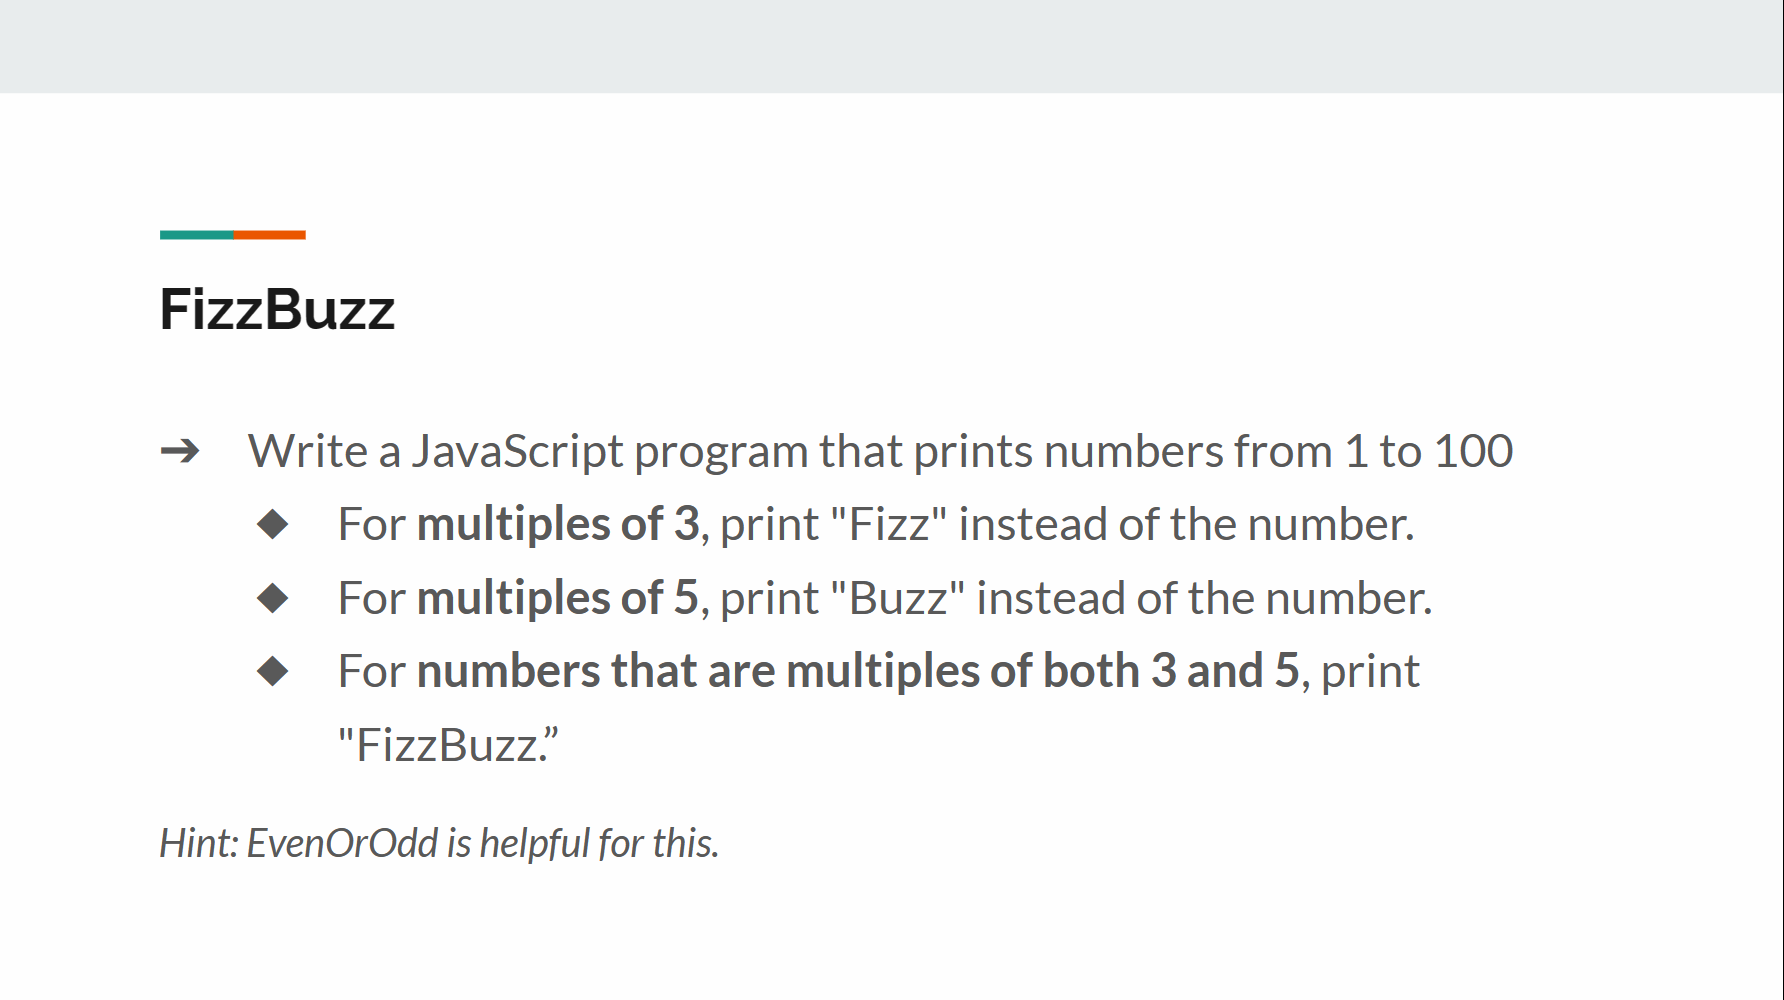 FizzBuzz
➔ Write a JavaScript program that prints numbers from 1 to 100
◆ For multiples of 3, print "Fizz" instead of the number.
◆ For multiples of 5, print "Buzz" instead of the number.
◆ For numbers that are multiples of both 3 and 5, print
"FizzBuzz.”
Hint: EvenOrOdd is helpful for this.